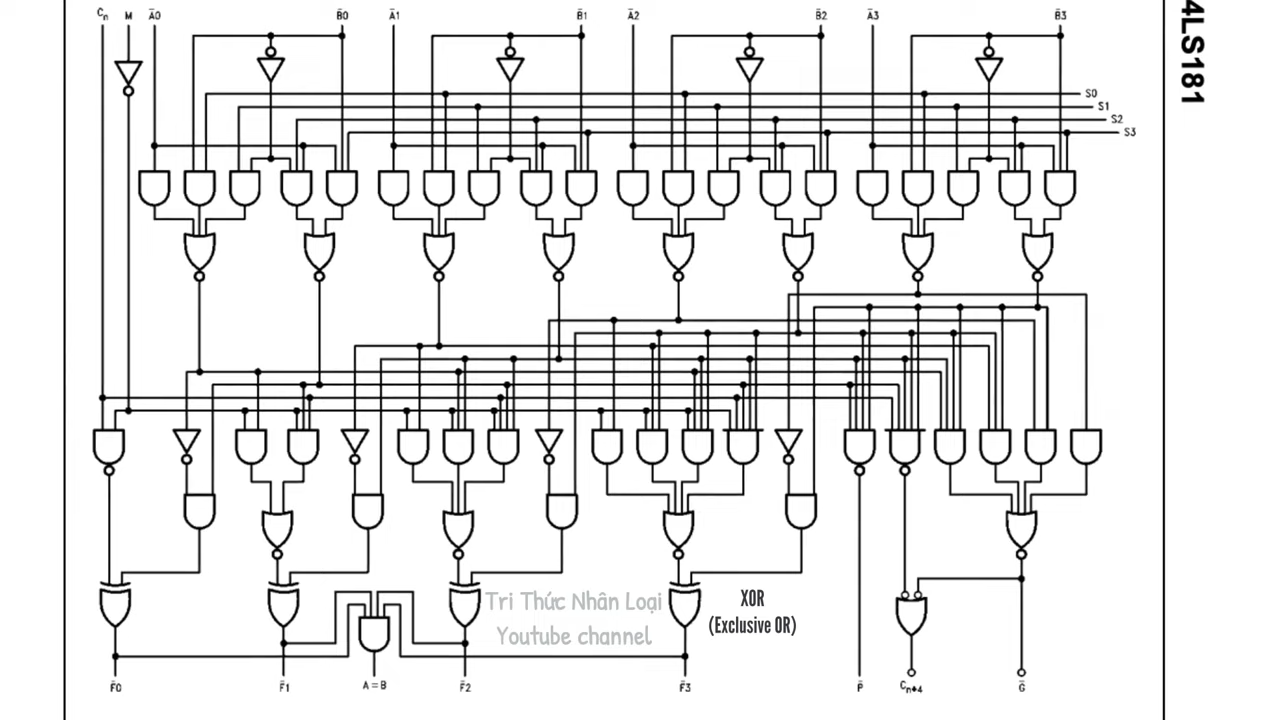 Cn M Ā0 B̄0 Ā1 B̄1 Ā2 B̄2 Ā3 B̄3
S0
S1
S2
S3
4LS181
Tri Thức Nhân Loại
Youtube channel
XOR
(Exclusive OR)
F̄0 F̄1 A=B F̄2 F̄3 P̄ Cn+4 Ḡ